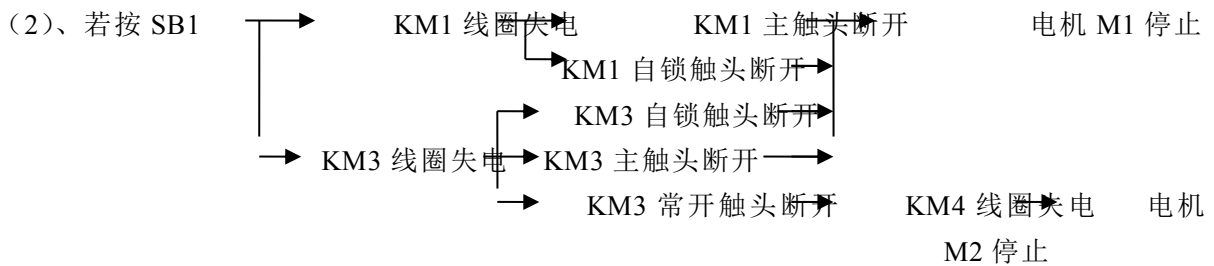 （2）、若按 SB1 KM1 线圈失电 KM1 主触头断开 电机 M1 停止
KM1 自锁触头断开
KM3 自锁触头断开
KM3 线圈失电 KM3 主触头断开
KM3 常开触头断开 KM4 线圈失电 电机
M2 停止